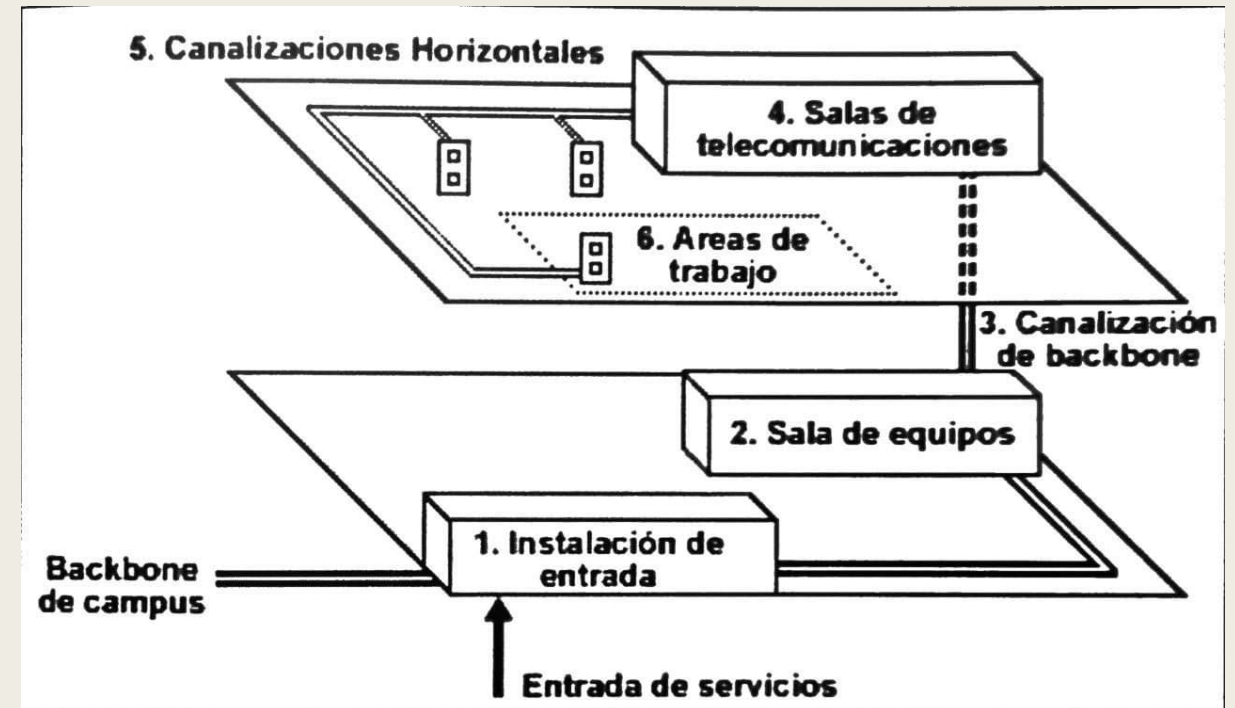 5. Canalizaciones Horizontales
4. Salas de
telecomunicaciones
6. Areas de
trabajo
3. Canalización
de backbone
2. Sala de equipos
1. Instalación de
entrada
Backbone
de campus
Entrada de servicios